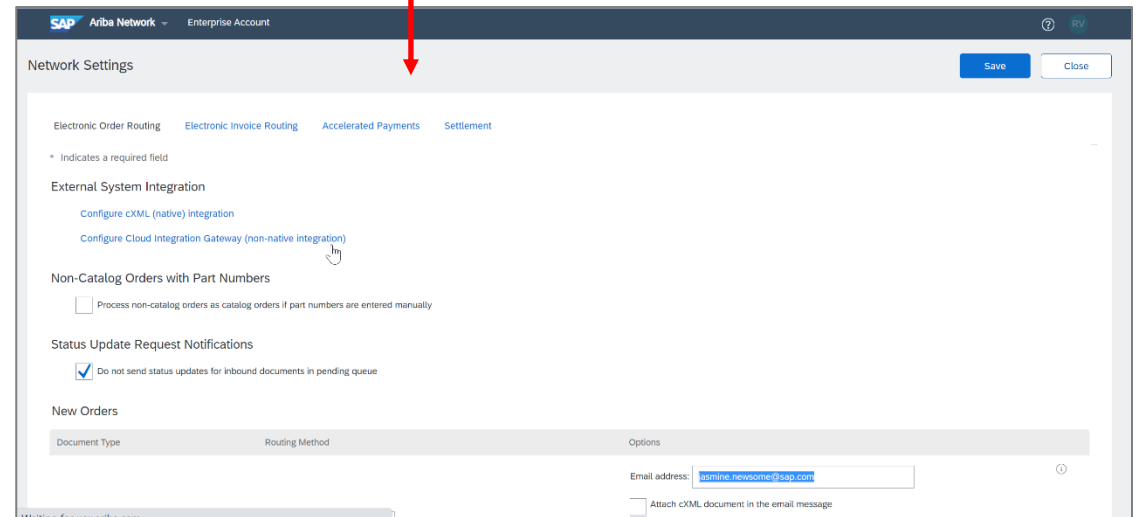 SAP Ariba Network Enterprise Account ? RV
Network Settings Save Close
Electronic Order Routing Electronic Invoice Routing Accelerated Payments Settlement
* Indicates a required field
External System Integration
Configure cXML (native) integration
Configure Cloud Integration Gateway (non-native integration)
Non-Catalog Orders with Part Numbers
Process non-catalog orders as catalog orders if part numbers are entered manually
Status Update Request Notifications
Do not send status updates for inbound documents in pending queue
New Orders
Document Type Routing Method Options
Email address: jasmine.newsome@sap.com
Attach cXML document in the email message